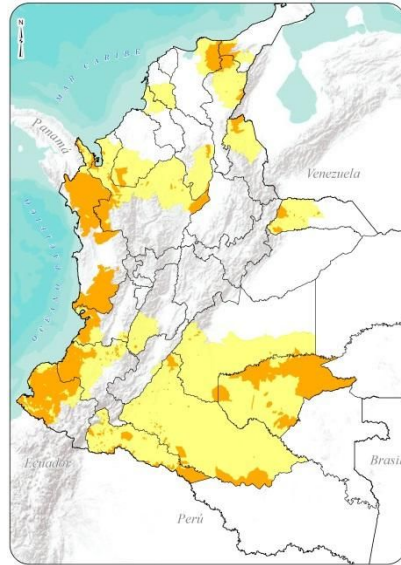 N
MAR CARIBE
Panamá
Venezuela
Ecuador
Brasil
Perú